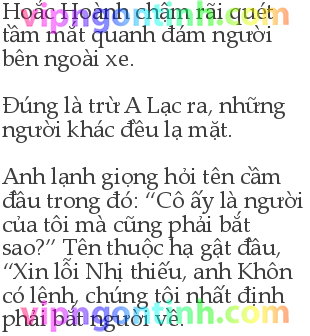 Hoắc Hoành chậm rãi quét
tầm mắt quanh đám người
bên ngoài xe.
Đúng là trừ A Lạc ra, những
người khác đều lạ mặt.
Anh lạnh giọng hỏi tên cầm
đầu trong đó: “Cô ấy là người
của tôi mà cũng phải bắt
sao?” Tên thuộc hạ gật đầu,
“Xin lỗi Nhị thiếu, anh Khôn
có lệnh, chúng tôi nhất định
phải bắt người về.
vipngontinh.com
vipngontinh.com